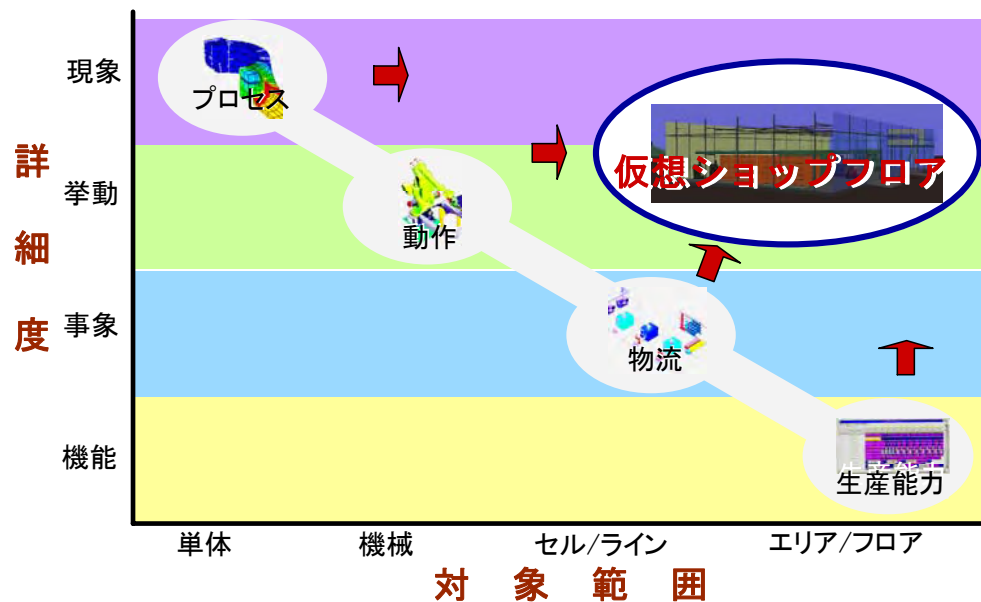 現象
プロセス
仮想ショップフロア
詳細度
挙動
動作
事象
物流
機能
生産能力
単体
機械
セル/ライン
エリア/フロア
対象範囲